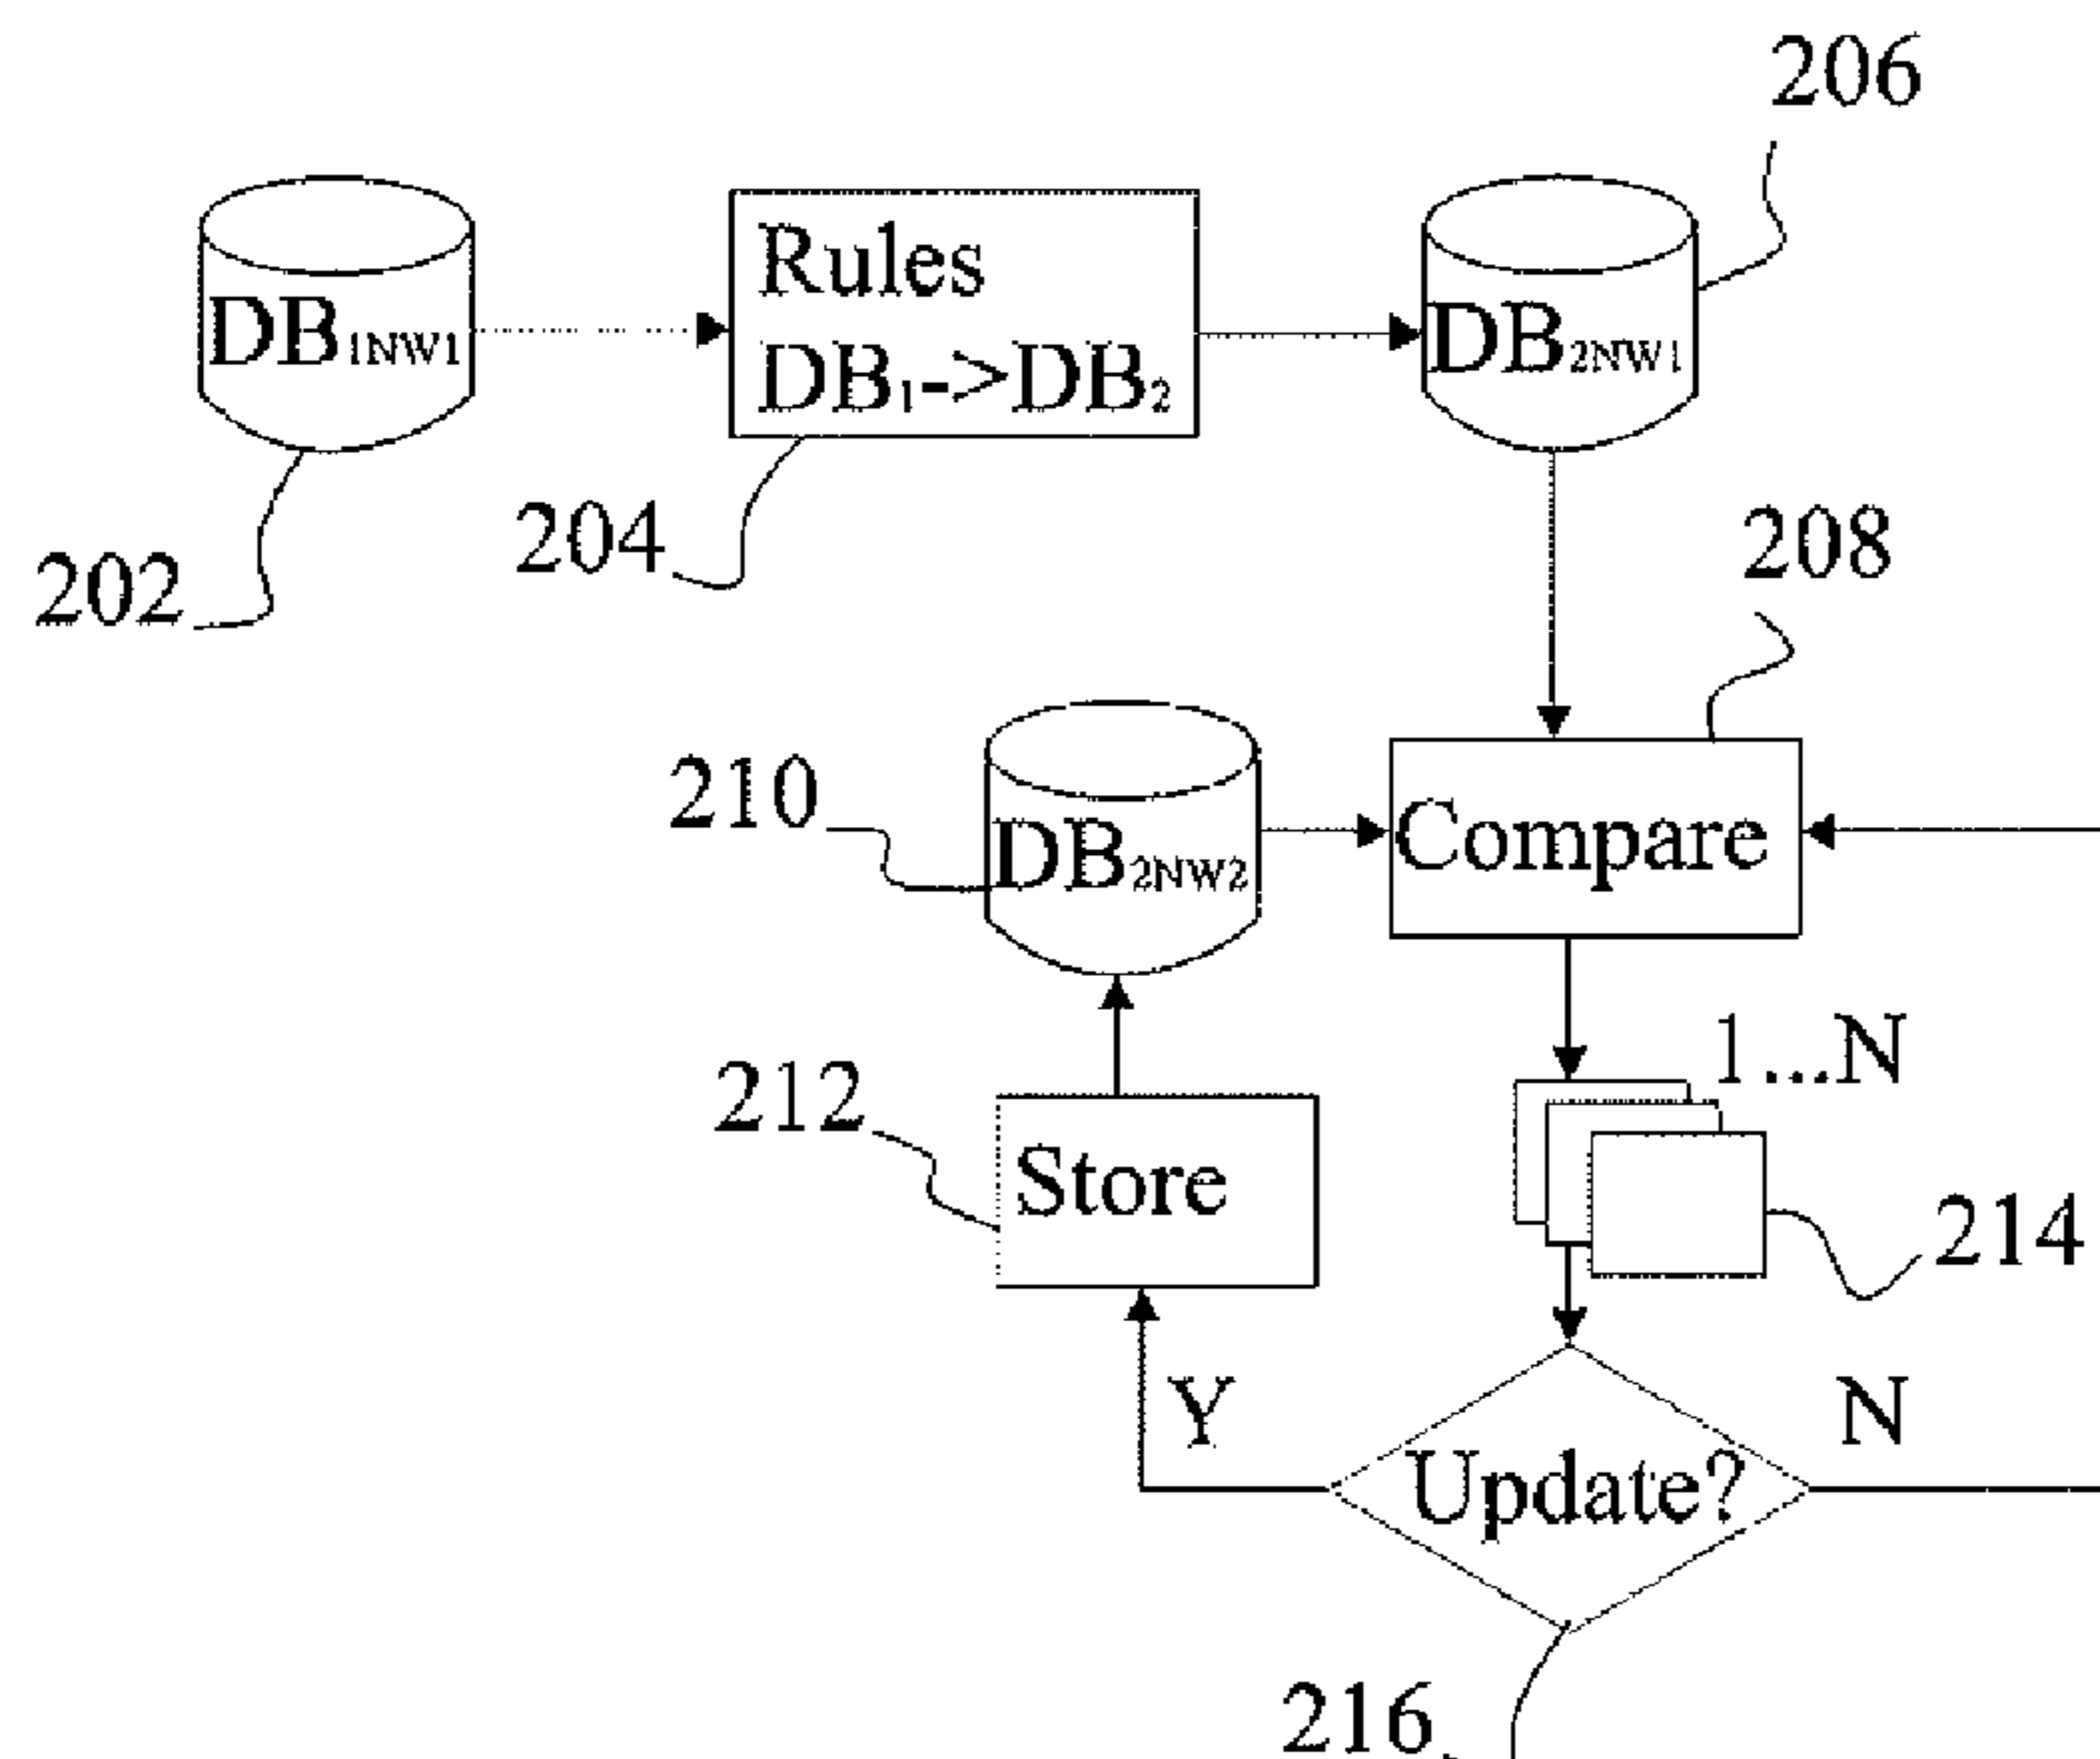 206
Rules
DB₁->DB₂
DB1NW1
DB2NW1
204
208
202
210
DB2NW2
Compare
1...N
212
Store
214
Y
N
Update?
216